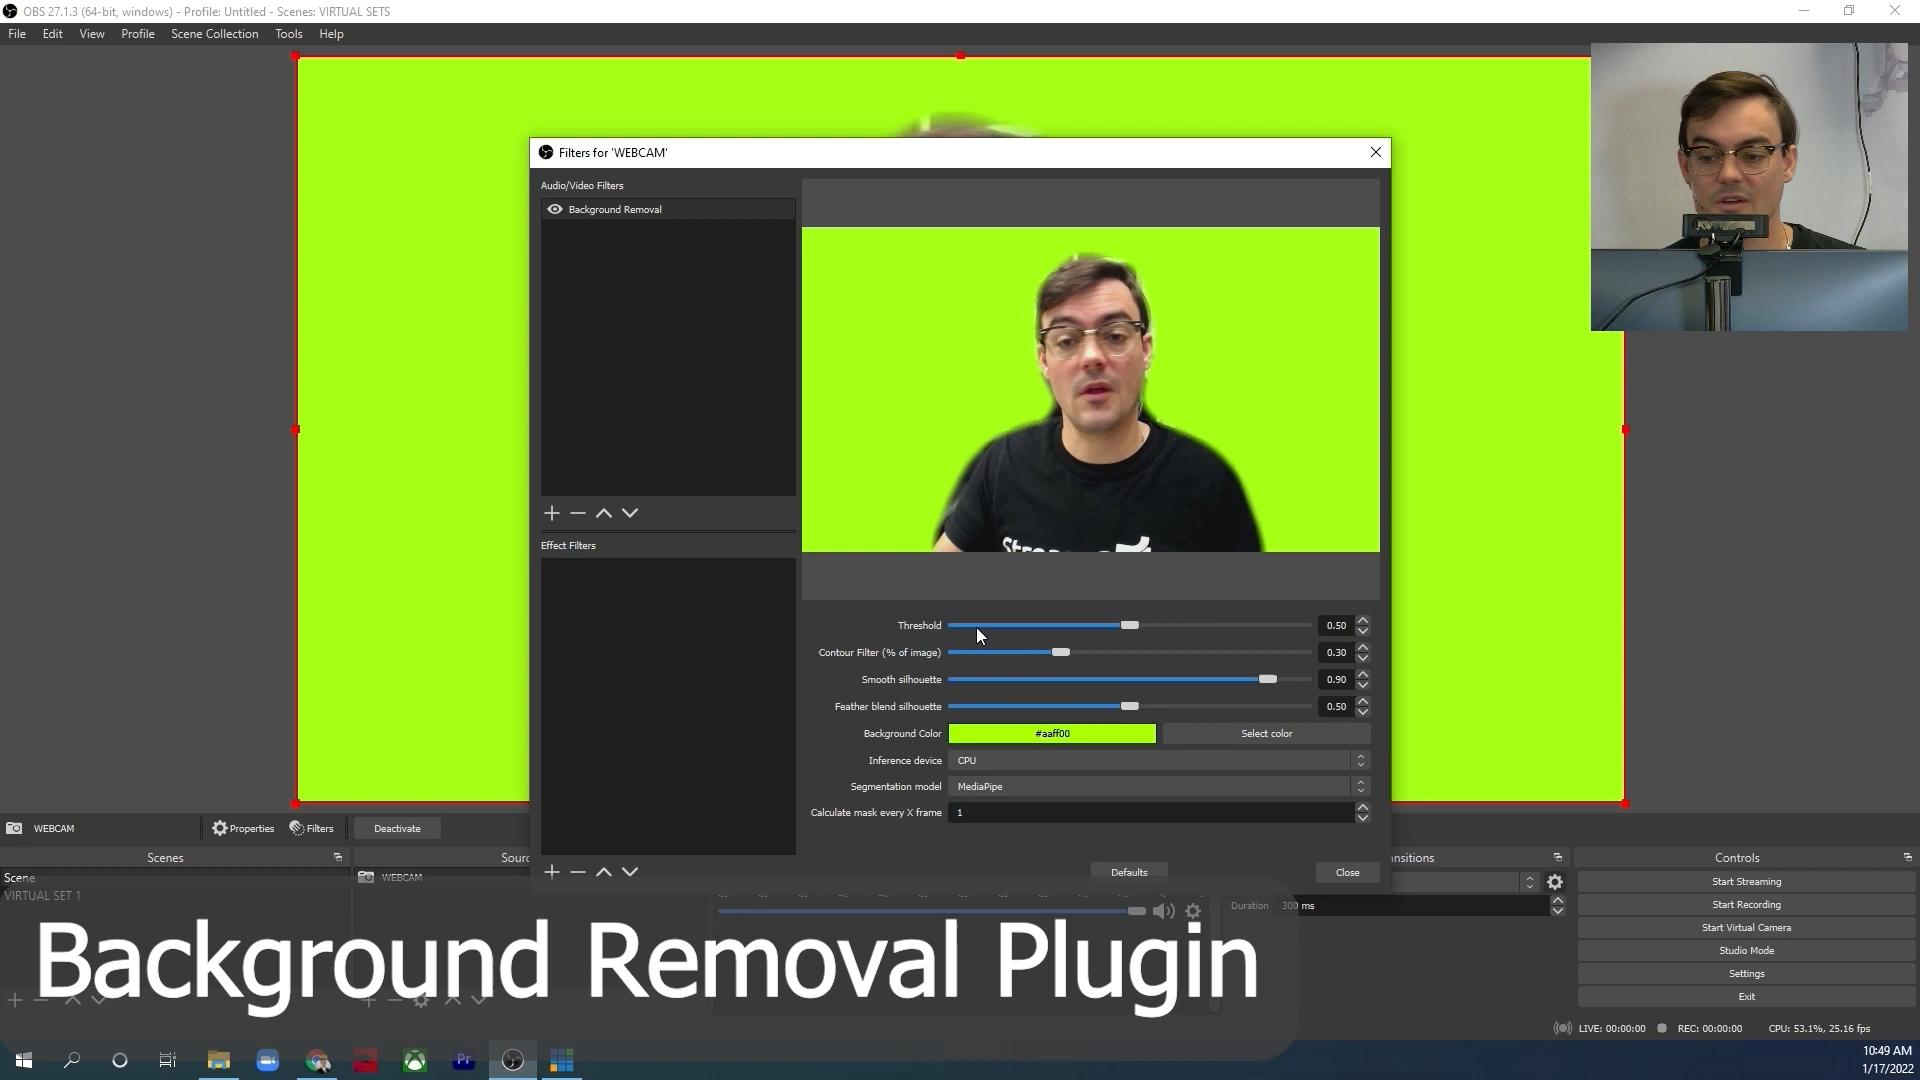 OBS 27.1.3 (64-bit, windows) - Profile: Untitled - Scenes: VIRTUAL SETS
File Edit View Profile Scene Collection Tools Help
Filters for 'WEBCAM'
Audio/Video Filters
Background Removal
Effect Filters
Threshold 0.50
Contour Filter (% of image) 0.30
Smooth silhouette 0.90
Feather blend silhouette 0.50
Background Color #aaff00 Select color
Inference device CPU
Segmentation model MediaPipe
Calculate mask every X frame 1
Defaults Close
WEBCAM Properties Filters Deactivate
Scenes
Scene
VIRTUAL SET 1
Sourc
WEBCAM
nsitions
Duration 300 ms
Controls
Start Streaming
Start Recording
Start Virtual Camera
Studio Mode
Settings
Exit
Background Removal Plugin
LIVE: 00:00:00 REC: 00:00:00 CPU: 53.1%, 25.16 fps
Pr
10:49 AM
1/17/2022